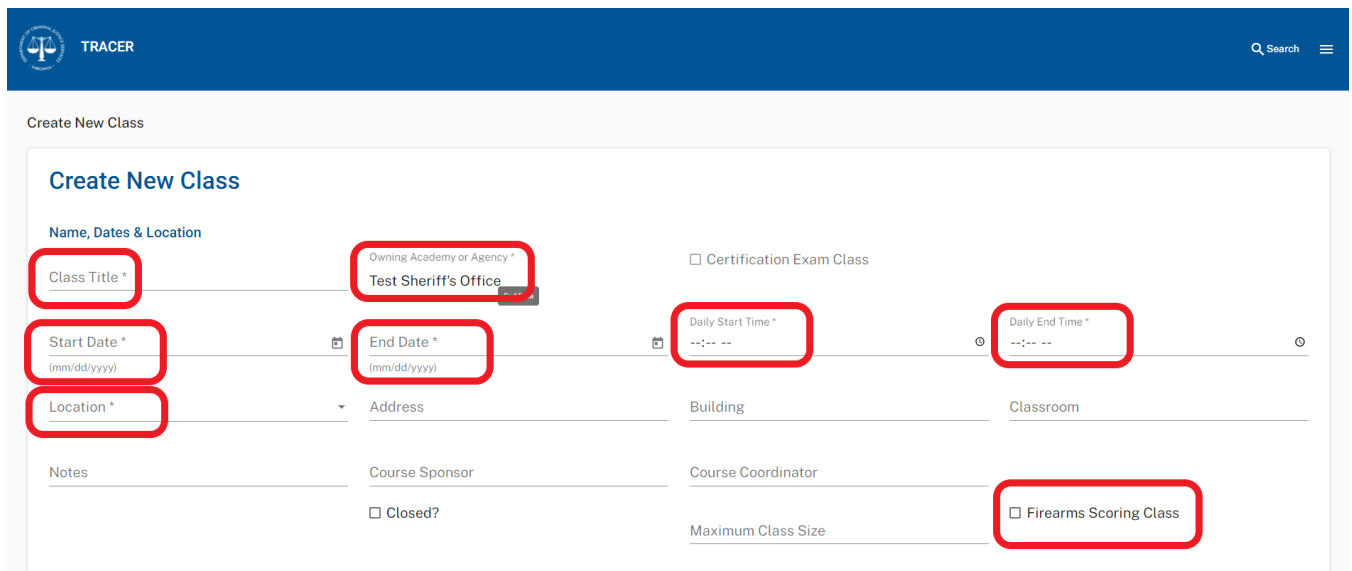 TRACER
Search
Create New Class
Create New Class
Name, Dates & Location
Class Title *
Owning Academy or Agency *
Test Sheriff's Office
Certification Exam Class
Start Date *
(mm/dd/yyyy)
End Date *
(mm/dd/yyyy)
Daily Start Time *
--:-- --
Daily End Time *
--:-- --
Location *
Address
Building
Classroom
Notes
Course Sponsor
Course Coordinator
Closed?
Maximum Class Size
Firearms Scoring Class